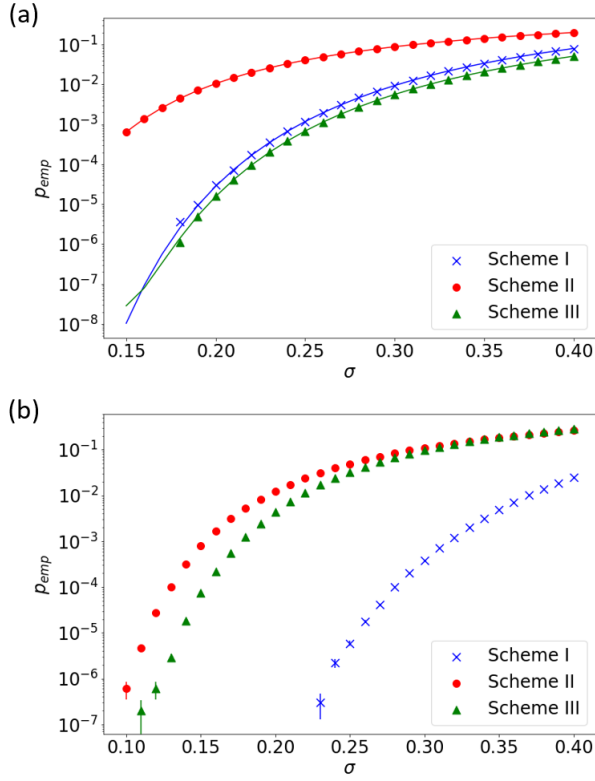 (a)
10⁻¹
10⁻²
10⁻³
10⁻⁴
10⁻⁵
10⁻⁶
10⁻⁷
10⁻⁸
p_emp
Scheme I
Scheme II
Scheme III
0.15 0.20 0.25 0.30 0.35 0.40
σ
(b)
10⁻¹
10⁻²
10⁻³
10⁻⁴
10⁻⁵
10⁻⁶
10⁻⁷
p_emp
Scheme I
Scheme II
Scheme III
0.10 0.15 0.20 0.25 0.30 0.35 0.40
σ